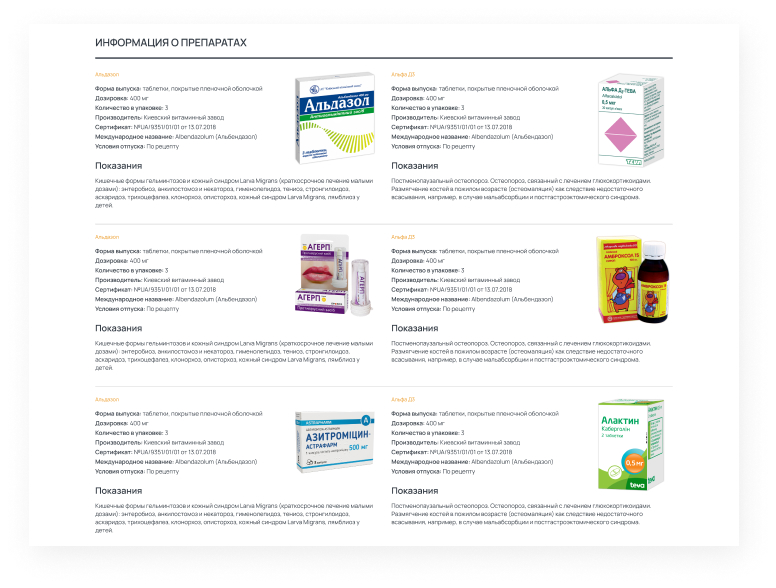 ИНФОРМАЦИЯ О ПРЕПАРАТАХ
Альдазол
Форма выпуска: таблетки, покрытые пленочной оболочкой
Дозировка: 400 мг
Количество в упаковке: 3
Производитель: Киевский витаминный завод
Сертификат: №UA/9351/01/01 от 13.07.2018
Международное название: Albendazolum (Альбендазол)
Условия отпуска: По рецепту
Альдазол
Показания
Кишечные формы гельминтозов и кожный синдром Larva Migrans (краткосрочное лечение малыми
дозами): энтеробиоз, анкилостомоз и некатороз, гименолепидоз, тениоз, стронгилоидоз,
аскаридоз, трихоцефалез, клонорхоз, описторхоз, кожный синдром Larva Migrans, лямблиоз у
детей.
Альфа Д3
Форма выпуска: таблетки, покрытые пленочной оболочкой
Дозировка: 400 мг
Количество в упаковке: 3
Производитель: Киевский витаминный завод
Сертификат: №UA/9351/01/01 от 13.07.2018
Международное название: Albendazolum (Альбендазол)
Условия отпуска: По рецепту
АЛЬФА Д3-ТЕВА
0,5 мкг
teva
Показания
Постменопаузальный остеопороз. Остеопороз, связанный с лечением глюкокортикоидами.
Размягчение костей в пожилом возрасте (остеомаляция) как следствие недостаточного
всасывания, например, в случае мальабсорбции и постгастроэктомического синдрома.
Альдазол
Форма выпуска: таблетки, покрытые пленочной оболочкой
Дозировка: 400 мг
Количество в упаковке: 3
Производитель: Киевский витаминный завод
Сертификат: №UA/9351/01/01 от 13.07.2018
Международное название: Albendazolum (Альбендазол)
Условия отпуска: По рецепту
АГЕРП
АГЕРП
Показания
Кишечные формы гельминтозов и кожный синдром Larva Migrans (краткосрочное лечение малыми
дозами): энтеробиоз, анкилостомоз и некатороз, гименолепидоз, тениоз, стронгилоидоз,
аскаридоз, трихоцефалез, клонорхоз, описторхоз, кожный синдром Larva Migrans, лямблиоз у
детей.
Альфа Д3
Форма выпуска: таблетки, покрытые пленочной оболочкой
Дозировка: 400 мг
Количество в упаковке: 3
Производитель: Киевский витаминный завод
Сертификат: №UA/9351/01/01 от 13.07.2018
Международное название: Albendazolum (Альбендазол)
Условия отпуска: По рецепту
АМБРОКСОЛ 15
Показания
Постменопаузальный остеопороз. Остеопороз, связанный с лечением глюкокортикоидами.
Размягчение костей в пожилом возрасте (остеомаляция) как следствие недостаточного
всасывания, например, в случае мальабсорбции и постгастроэктомического синдрома.
Альдазол
Форма выпуска: таблетки, покрытые пленочной оболочкой
Дозировка: 400 мг
Количество в упаковке: 3
Производитель: Киевский витаминный завод
Сертификат: №UA/9351/01/01 от 13.07.2018
Международное название: Albendazolum (Альбендазол)
Условия отпуска: По рецепту
АЗИТРОМІЦИН-
АСТРАФАРМ
500 мг
Показания
Кишечные формы гельминтозов и кожный синдром Larva Migrans (краткосрочное лечение малыми
дозами): энтеробиоз, анкилостомоз и некатороз, гименолепидоз, тениоз, стронгилоидоз,
аскаридоз, трихоцефалез, клонорхоз, описторхоз, кожный синдром Larva Migrans, лямблиоз у
детей.
Альфа Д3
Форма выпуска: таблетки, покрытые пленочной оболочкой
Дозировка: 400 мг
Количество в упаковке: 3
Производитель: Киевский витаминный завод
Сертификат: №UA/9351/01/01 от 13.07.2018
Международное название: Albendazolum (Альбендазол)
Условия отпуска: По рецепту
Алактин
Каберголін
2 таблетки
0,5 мг
teva
Показания
Постменопаузальный остеопороз. Остеопороз, связанный с лечением глюкокортикоидами.
Размягчение костей в пожилом возрасте (остеомаляция) как следствие недостаточного
всасывания, например, в случае мальабсорбции и постгастроэктомического синдрома.